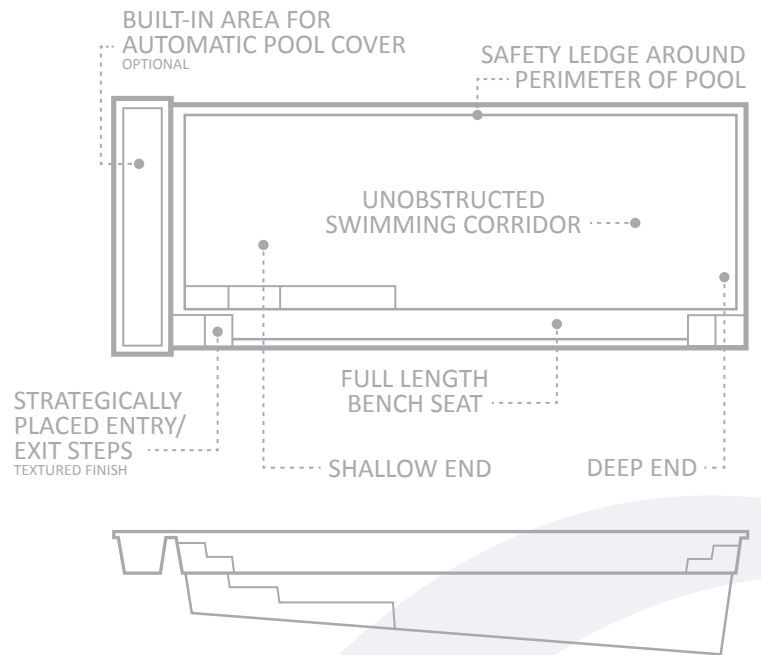 BUILT-IN AREA FOR
AUTOMATIC POOL COVER
OPTIONAL
SAFETY LEDGE AROUND
PERIMETER OF POOL
UNOBSTRUCTED
SWIMMING CORRIDOR
FULL LENGTH
BENCH SEAT
STRATEGICALLY
PLACED ENTRY/
EXIT STEPS
TEXTURED FINISH
SHALLOW END
DEEP END